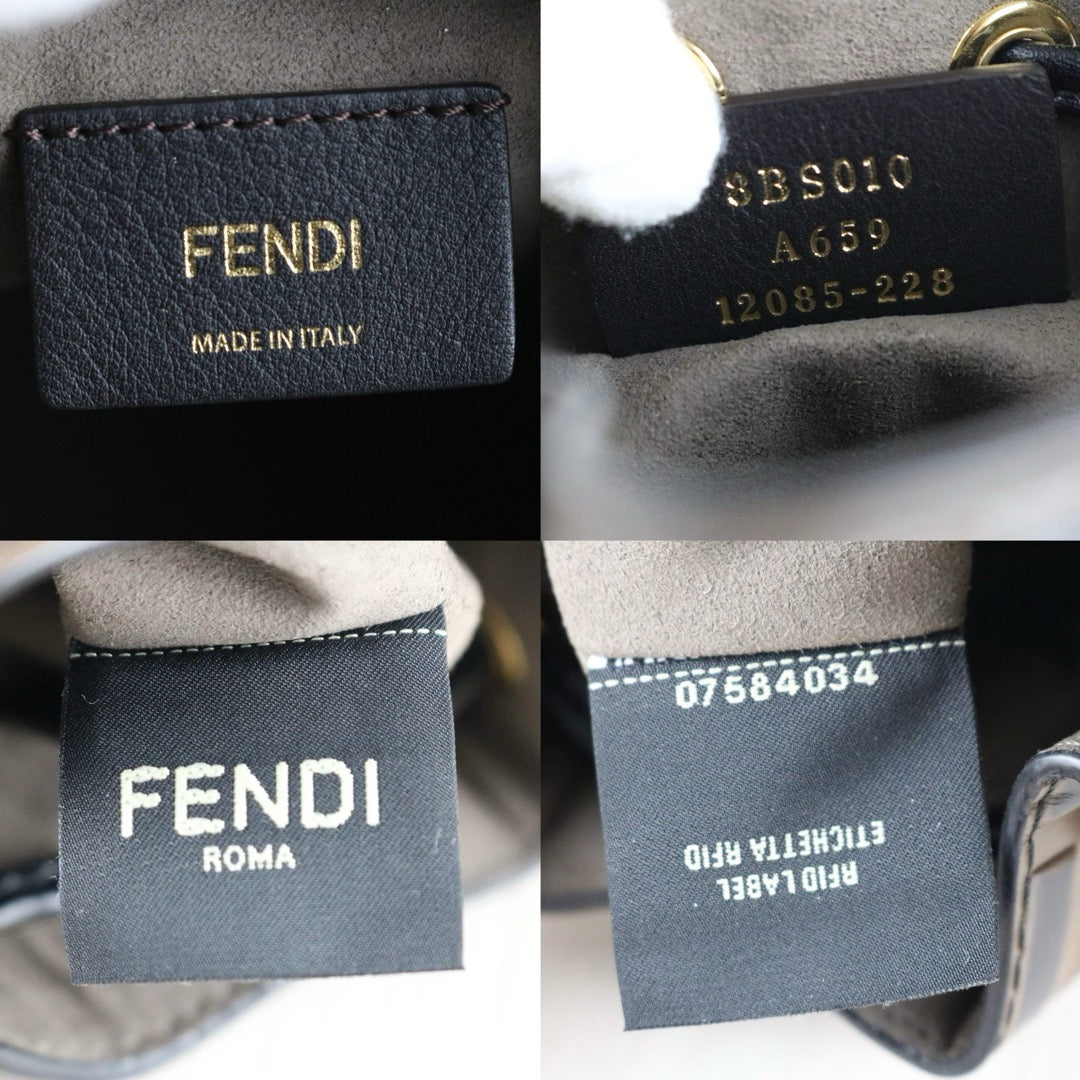 FENDI
MADE IN ITALY
8BS010
A659
12085-228
FENDI
ROMA
07584034
RFID LABEL
ETICHETTA RFID